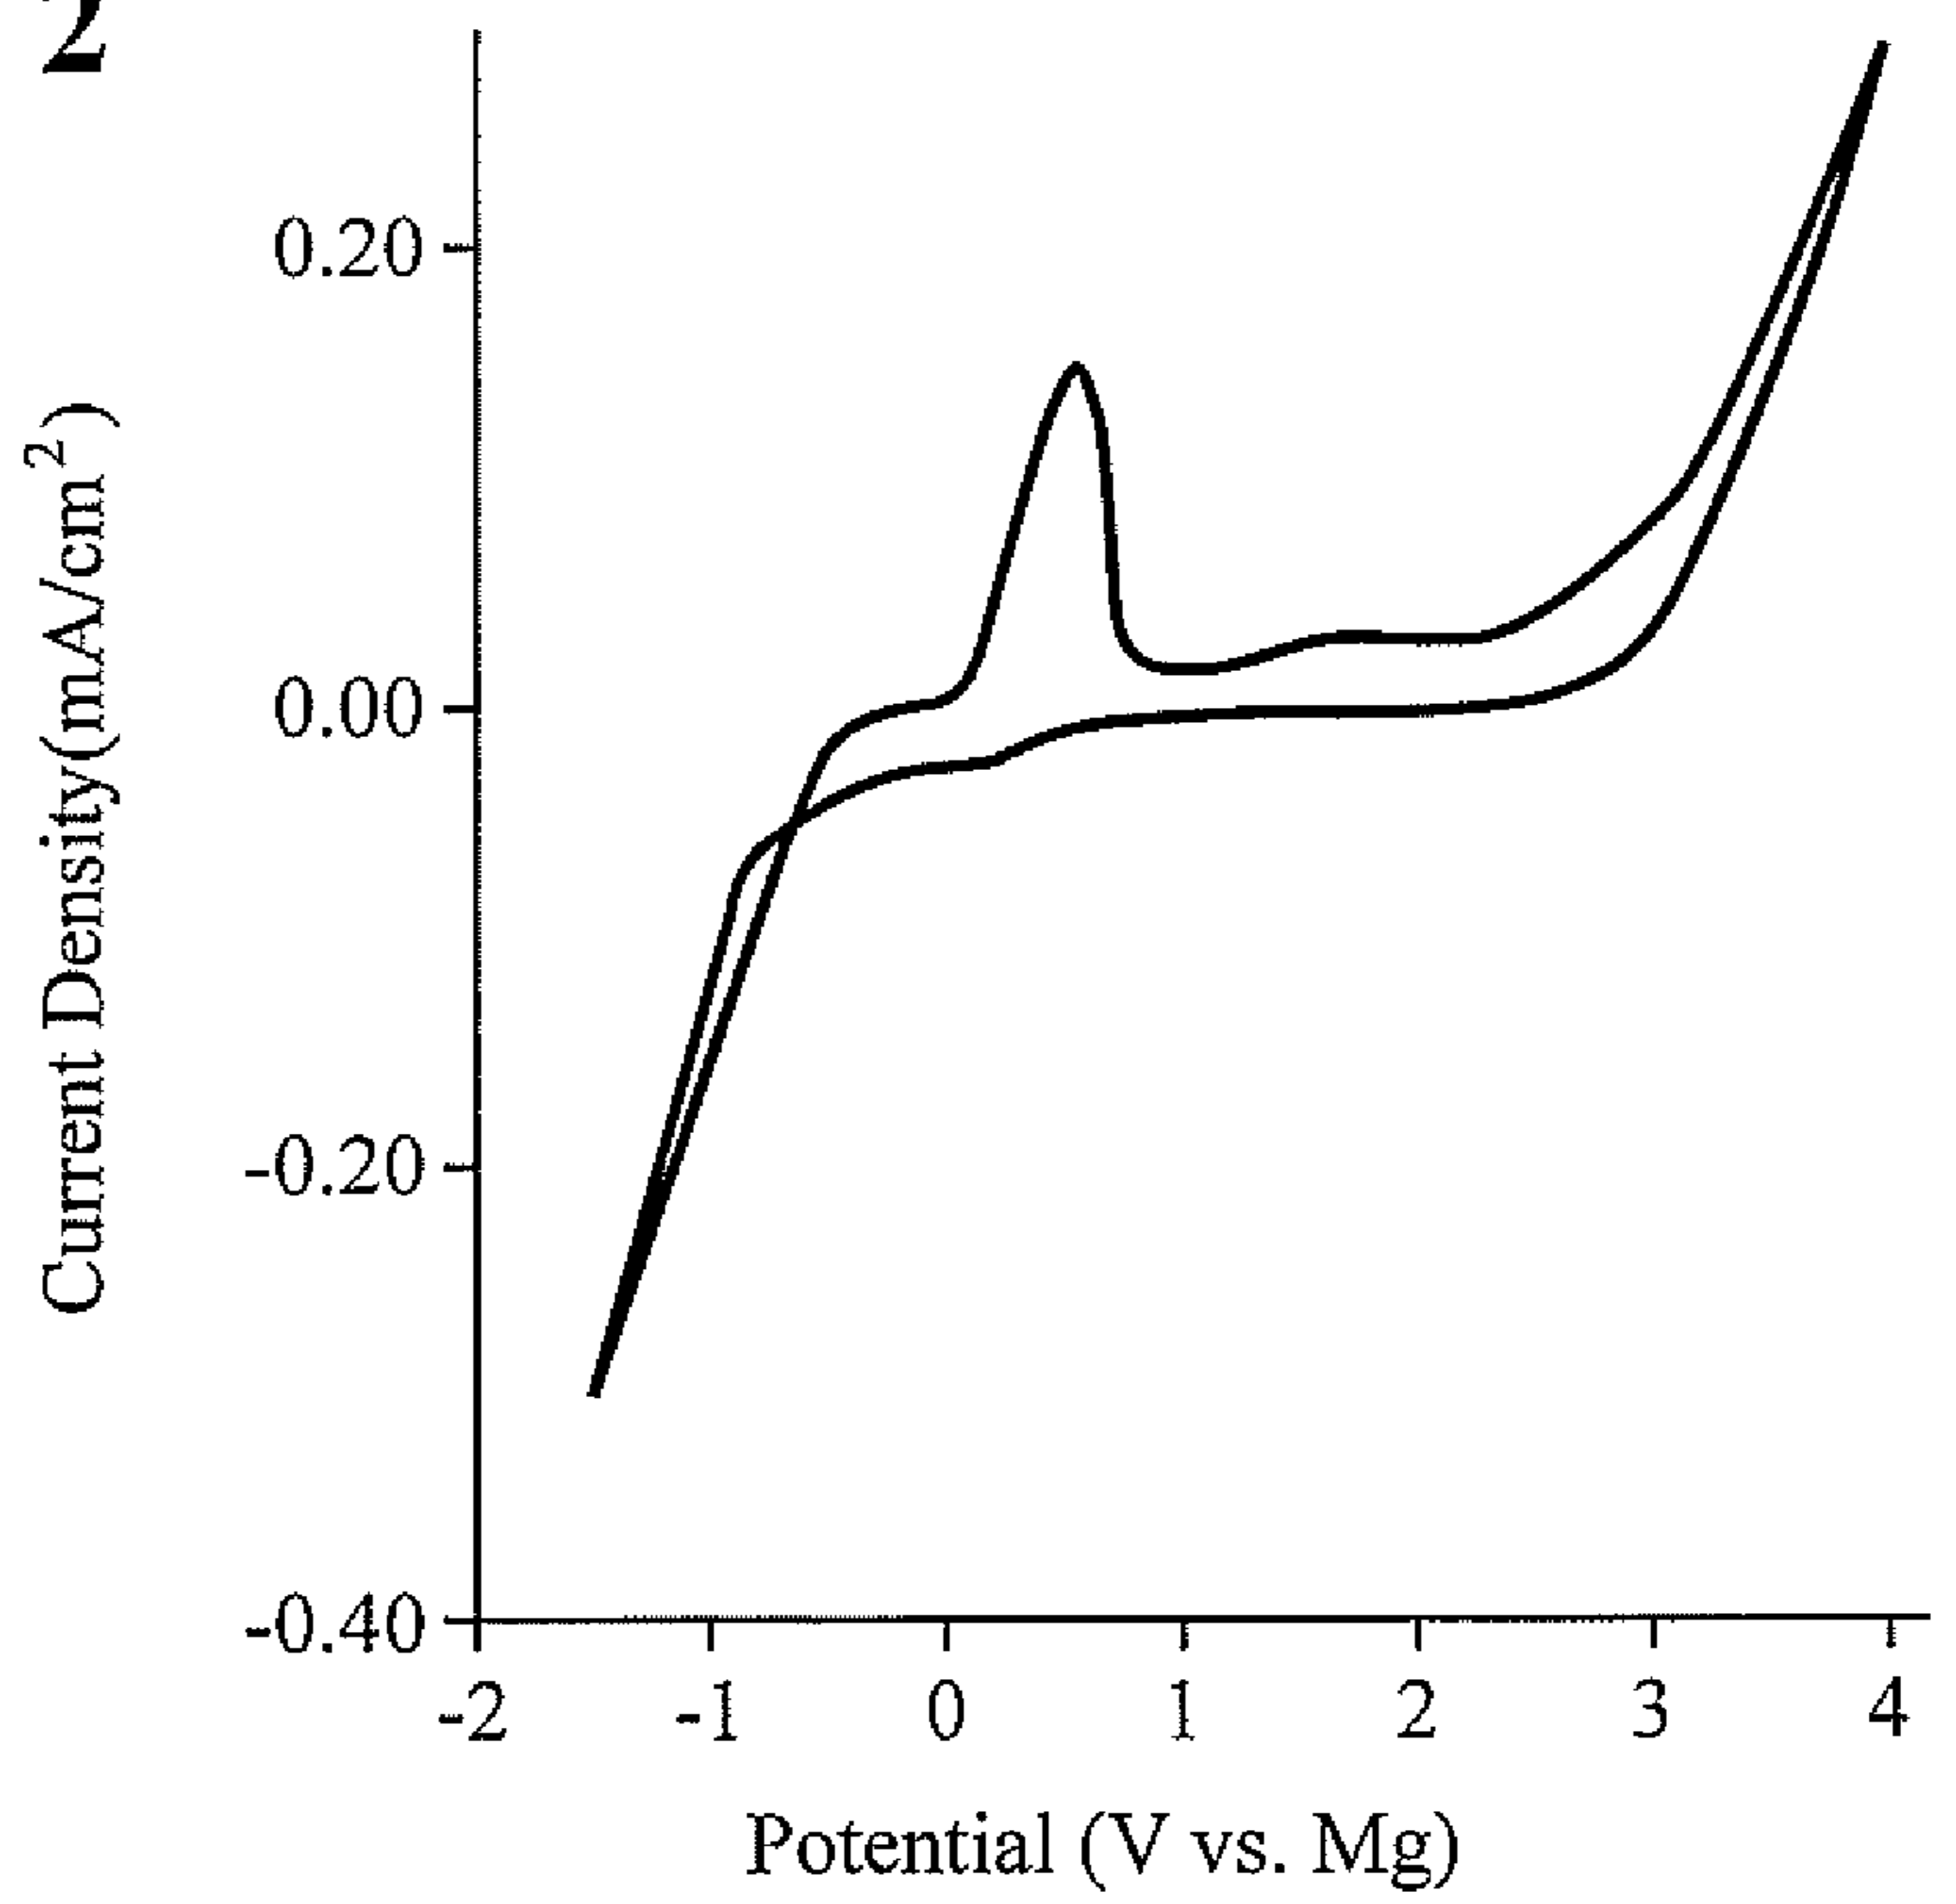 2
Current Density(mA/cm²)
0.20
0.00
-0.20
-0.40
-2 -1 0 1 2 3 4
Potential (V vs. Mg)